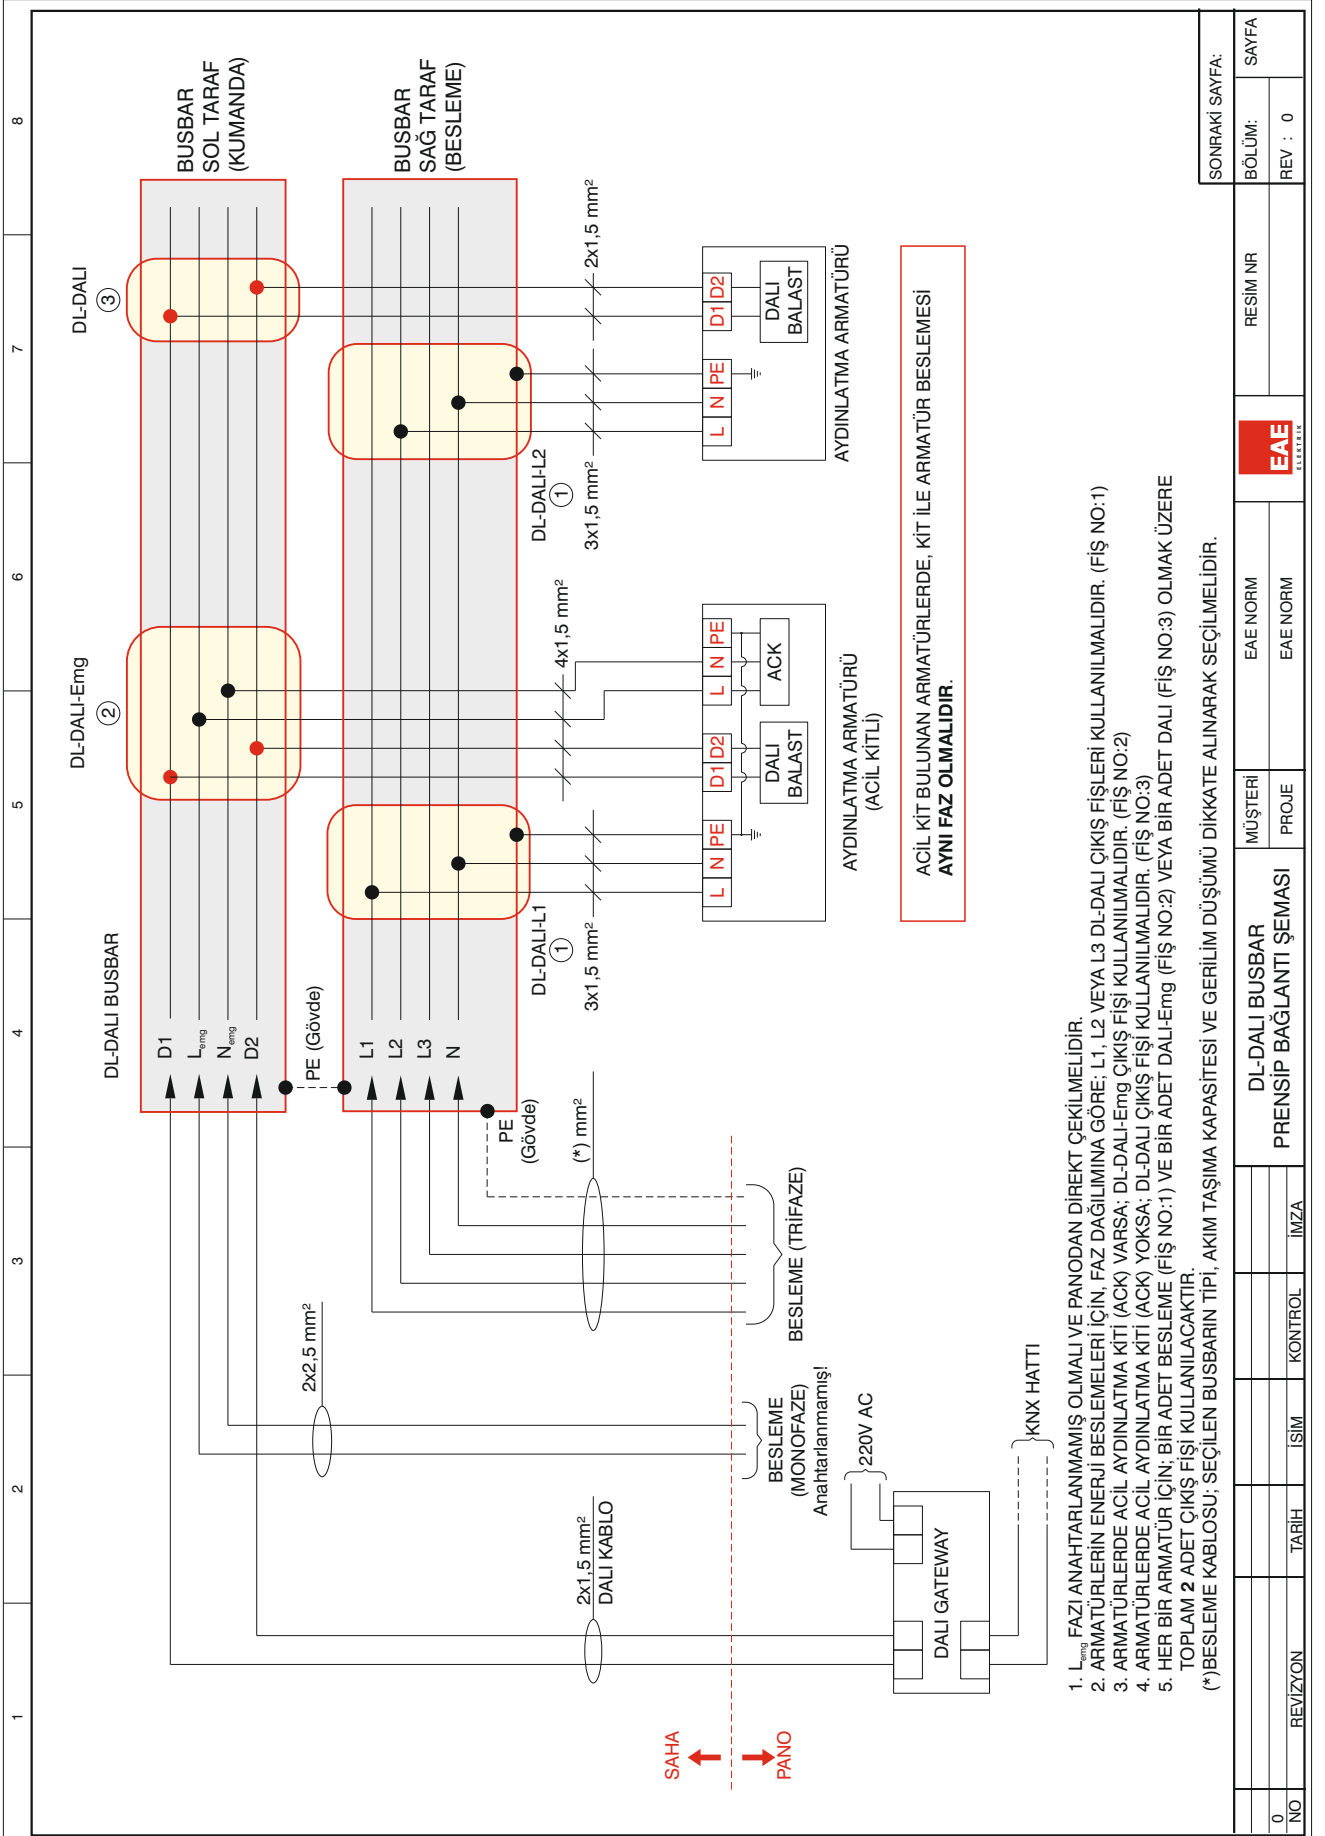 1
2
3
4
5
6
7
8
BUSBAR
SOL TARAF
(KUMANDA)
BUSBAR
SAĞ TARAF
(BESLEME)
DL-DALI BUSBAR
DL-DALI-Emg
2
DL-DALI
3
D1
Lemg
Nemg
D2
PE (Gövde)
L1
L2
L3
N
PE
(Gövde)
DL-DALI-L1
1
3x1,5 mm²
4x1,5 mm²
DL-DALI-L2
1
3x1,5 mm²
2x1,5 mm²
(*) mm²
2x2,5 mm²
2x1,5 mm²
DALI KABLO
L N PE D1 D2 L N PE
DALI
BALAST
ACK
AYDINLATMA ARMATÜRÜ
(ACİL KİTLİ)
L N PE D1 D2
DALI
BALAST
AYDINLATMA ARMATÜRÜ
SAHA
PANO
BESLEME (TRİFAZE)
BESLEME
(MONOFAZE)
Anahtarlanmamış!
220V AC
DALI GATEWAY
KNX HATTI
ACİL KİT BULUNAN ARMATÜRLERDE, KİT İLE ARMATÜR BESLEMESİ
AYNI FAZ OLMALIDIR.
1. Lemg FAZI ANAHTARLANMAMIŞ OLMALI VE PANODAN DİREKT ÇEKİLMELİDİR.
2. ARMATÜRLERİN ENERJİ BESLEMELERİ İÇİN, FAZ DAĞILIMINA GÖRE; L1, L2 VEYA L3 DL-DALI ÇIKIŞ FİŞLERİ KULLANILMALIDIR. (FİŞ NO:1)
3. ARMATÜRLERDE ACİL AYDINLATMA KİTİ (ACK) VARSA; DL-DALI-Emg ÇIKIŞ FİŞİ KULLANILMALIDIR. (FİŞ NO:2)
4. ARMATÜRLERDE ACİL AYDINLATMA KİTİ (ACK) YOKSA; DL-DALI ÇIKIŞ FİŞİ KULLANILMALIDIR. (FİŞ NO:3)
5. HER BİR ARMATÜR İÇİN; BİR ADET BESLEME (FİŞ NO:1) VE BİR ADET DALI-Emg (FİŞ NO:2) VEYA BİR ADET DALI (FİŞ NO:3) OLMAK ÜZERE
TOPLAM 2 ADET ÇIKIŞ FİŞİ KULLANILACAKTIR.
(*)BESLEME KABLOSU; SEÇİLEN BUSBARIN TİPİ, AKIM TAŞIMA KAPASİTESİ VE GERİLİM DÜŞÜMÜ DİKKATE ALINARAK SEÇİLMELİDİR.
SONRAKİ SAYFA:
0
NO
REVİZYON
TARİH
İSİM
KONTROL
İMZA
DL-DALI BUSBAR
PRENSİP BAĞLANTI ŞEMASI
MÜŞTERİ
EAE NORM
PROJE
EAE NORM
EAE
ELEKTRİK
RESİM NR
BÖLÜM:
SAYFA
REV : 0